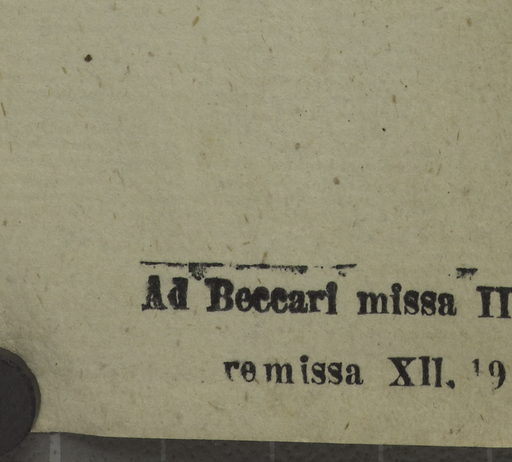 Ad Beccari missa II
remissa XII. 19